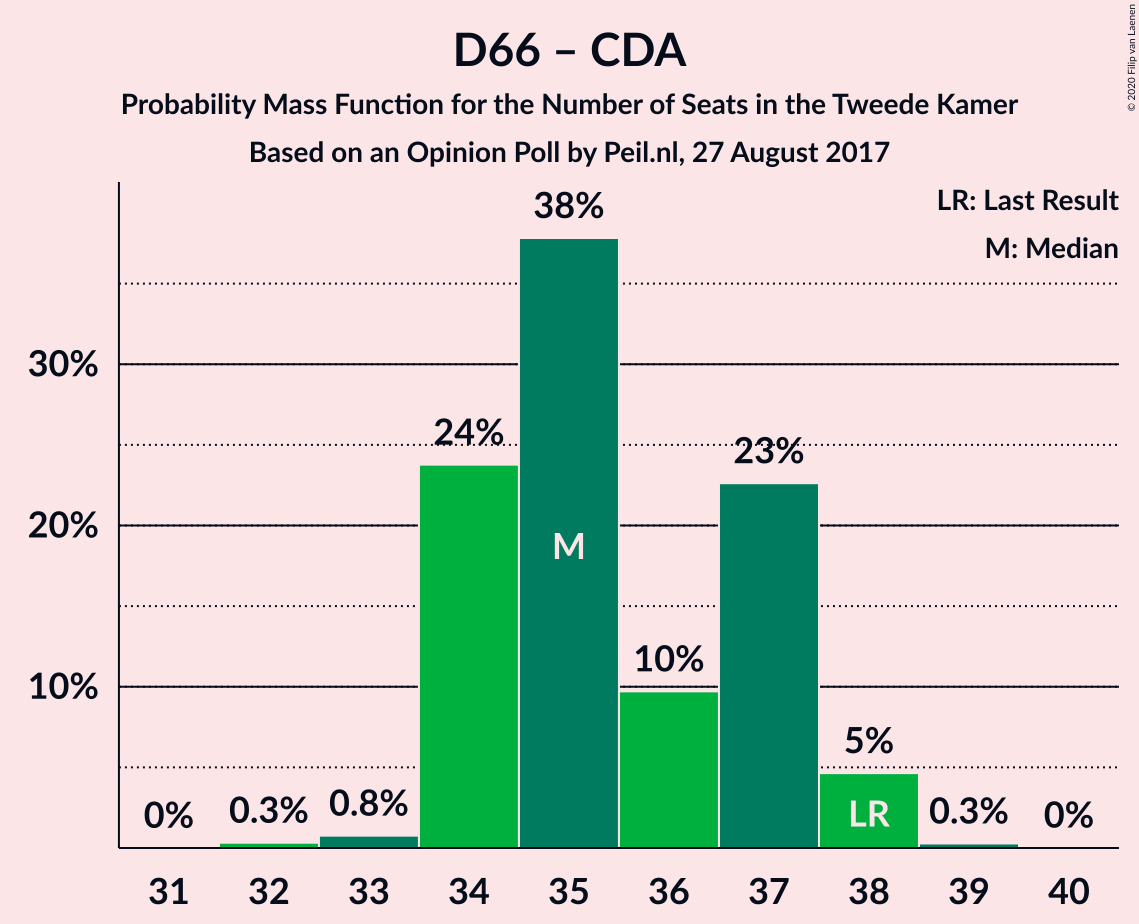 D66 – CDA
Probability Mass Function for the Number of Seats in the Tweede Kamer
Based on an Opinion Poll by Peil.nl, 27 August 2017
© 2020 Filip van Laenen
LR: Last Result
M: Median
38%
30%
24%
23%
20%
M
10%
10%
5%
0%
0.3%
0.8%
LR
0.3%
0%
31 32 33 34 35 36 37 38 39 40